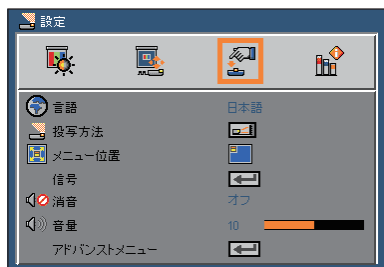 設定
言語 日本語
投写方法
メニュー位置
信号
消音 オフ
音量 10
アドバンストメニュー